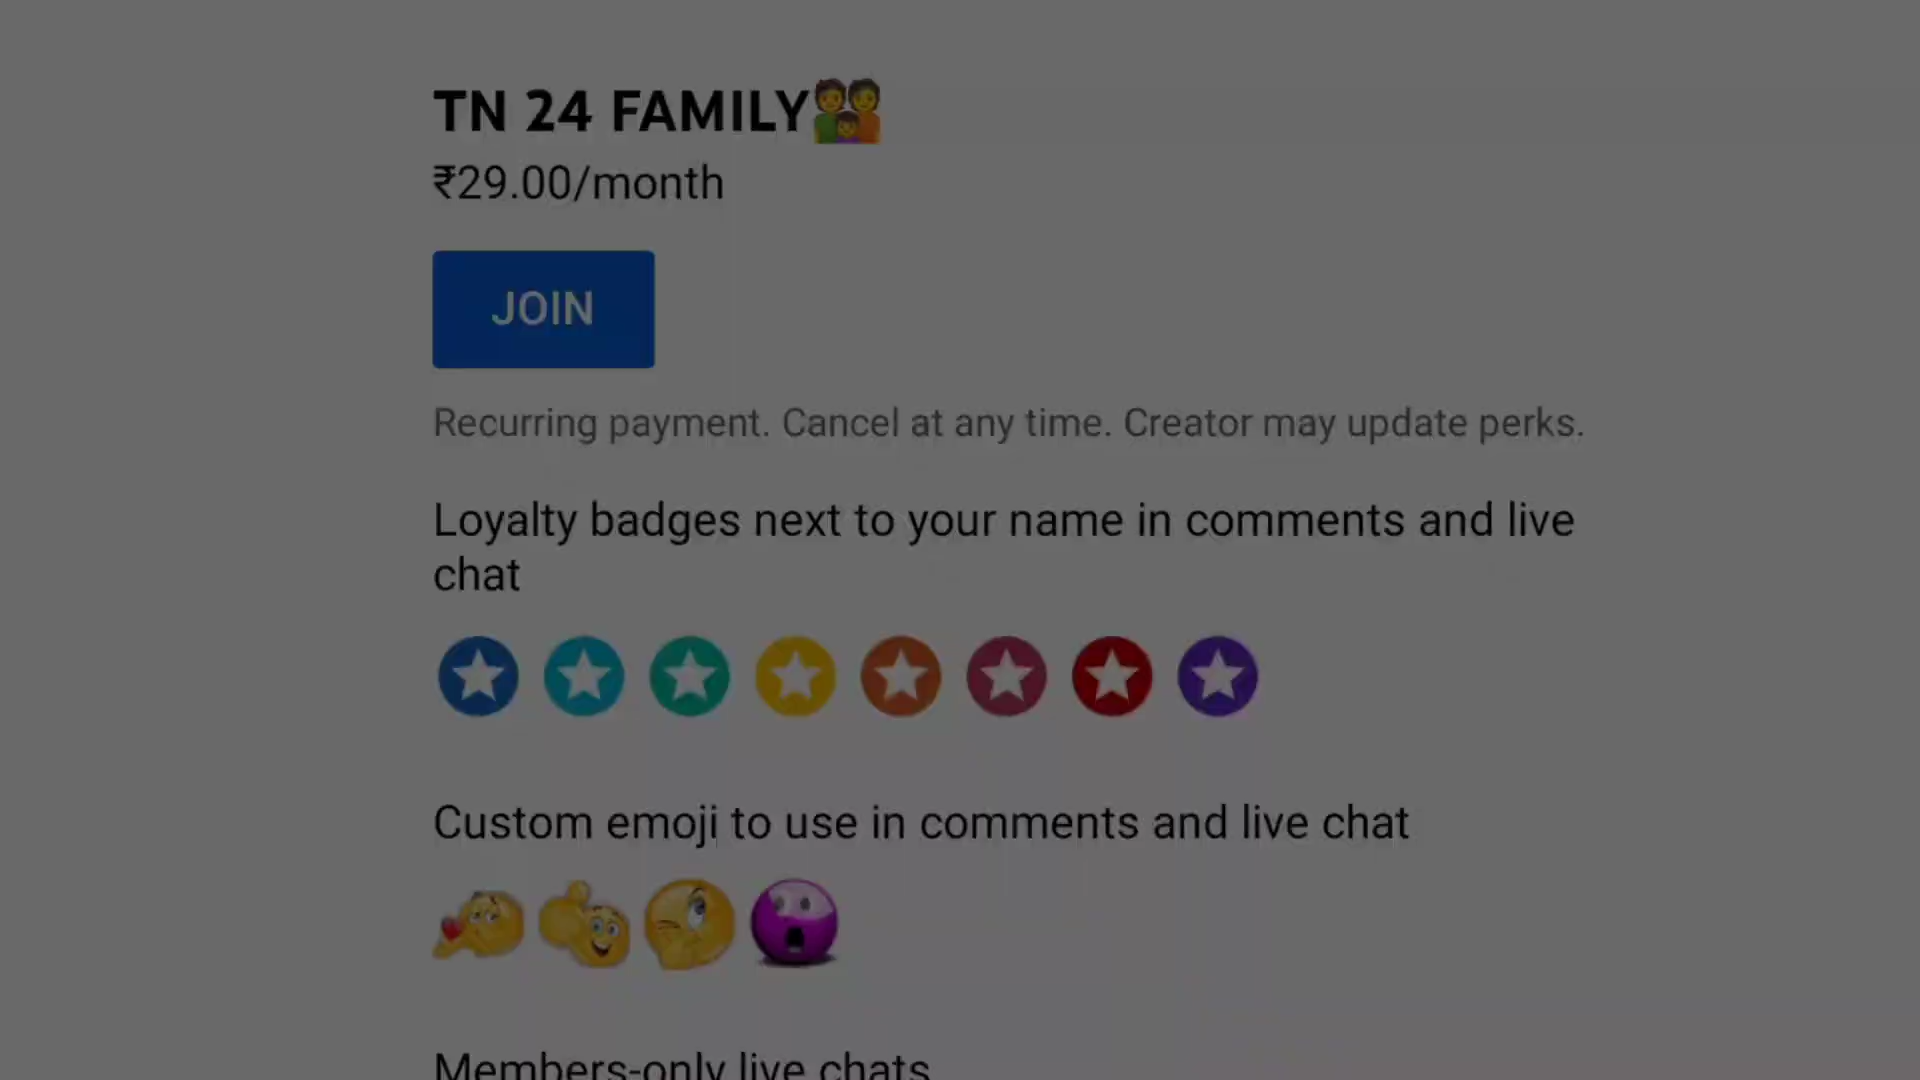 TN 24 FAMILY👨‍👩‍👦
₹29.00/month
JOIN
Recurring payment. Cancel at any time. Creator may update perks.
Loyalty badges next to your name in comments and live
chat
Custom emoji to use in comments and live chat
Members-only live chats